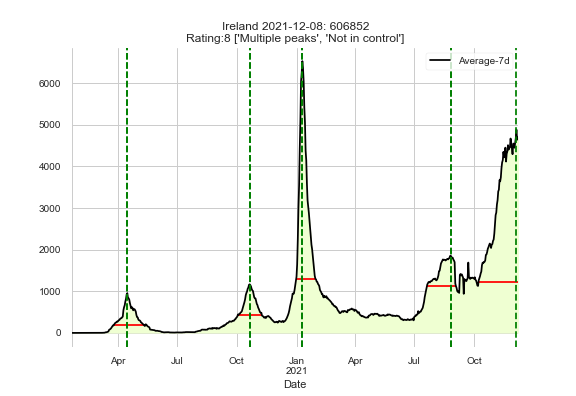 Ireland 2021-12-08: 606852
Rating:8 ['Multiple peaks', 'Not in control']
Average-7d
6000
5000
4000
3000
2000
1000
0
Apr Jul Oct Jan Apr Jul Oct
2021
Date